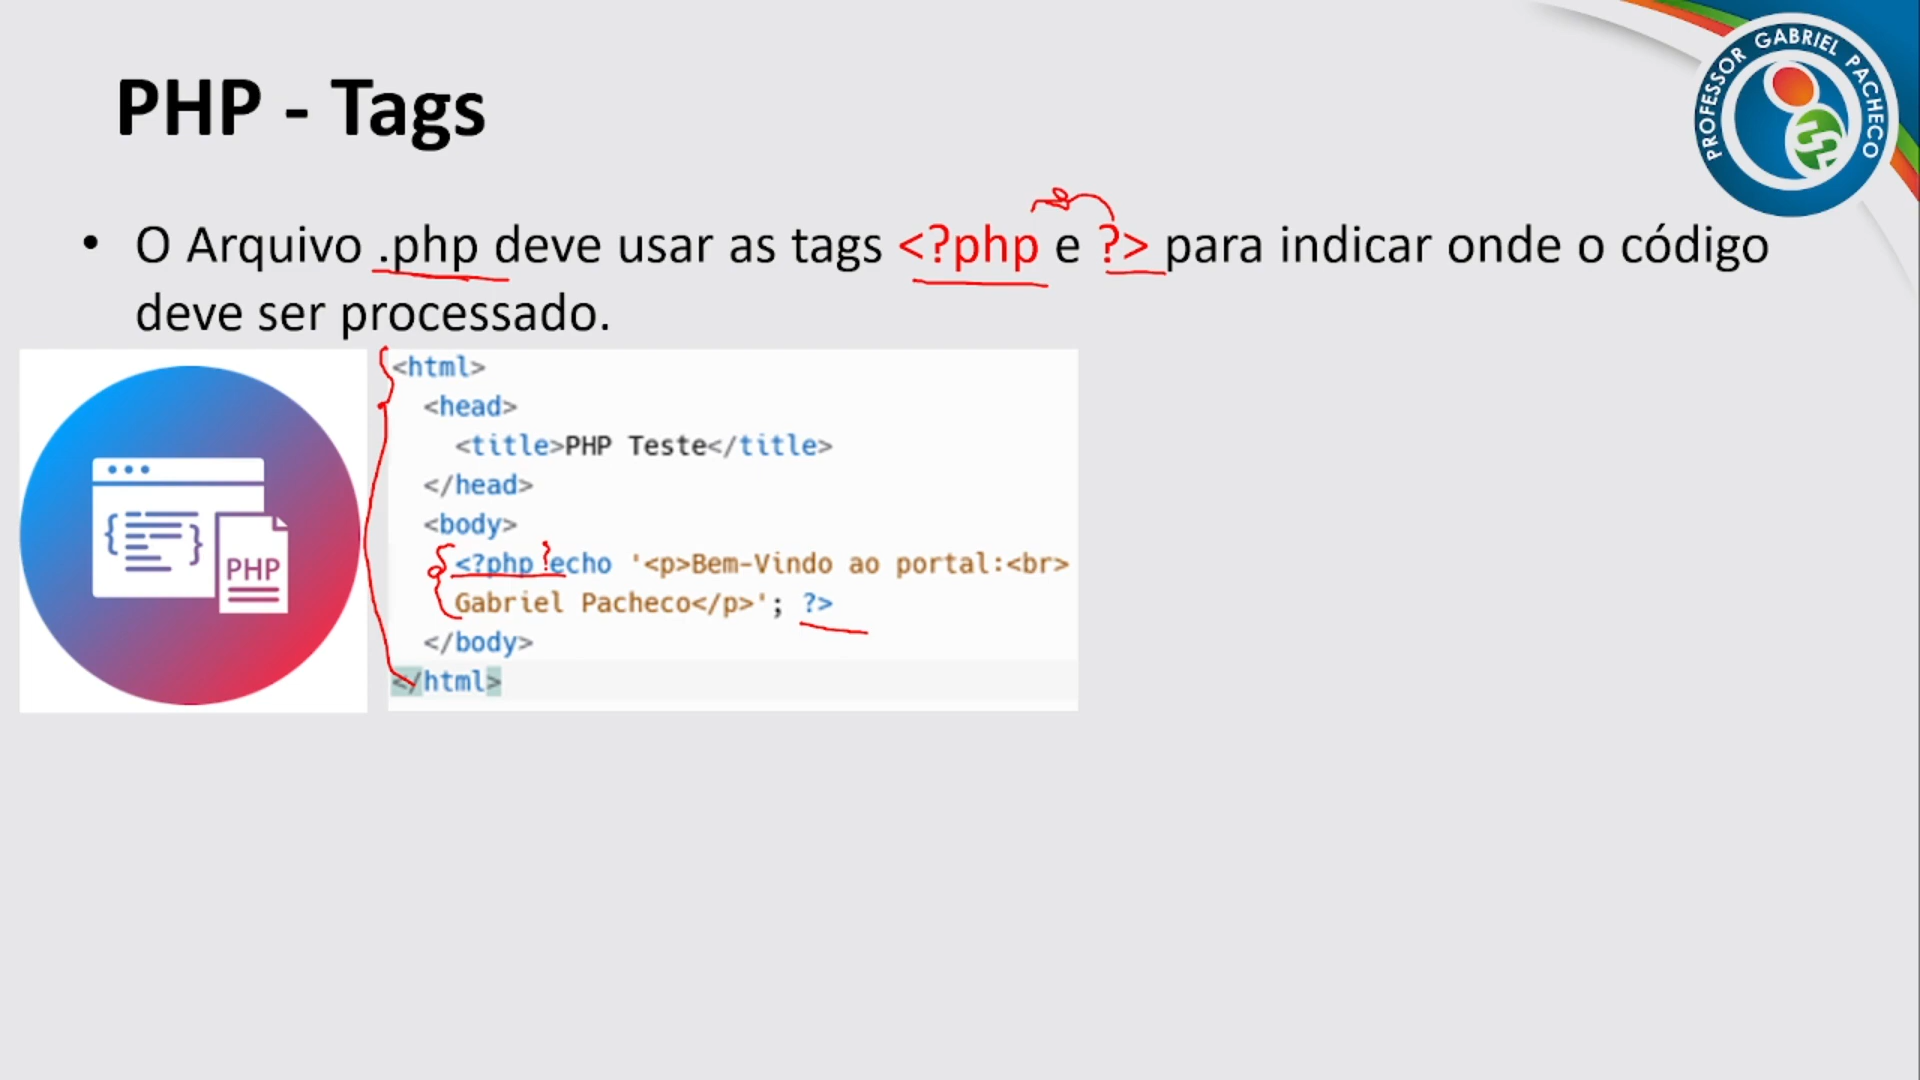 PHP - Tags
PROFESSOR GABRIEL PACHECO
• O Arquivo .php deve usar as tags <?php e ?> para indicar onde o código
deve ser processado.
PHP
<html>
<head>
<title>PHP Teste</title>
</head>
<body>
<?php echo '<p>Bem-Vindo ao portal:<br>
Gabriel Pacheco</p>'; ?>
</body>
</html>